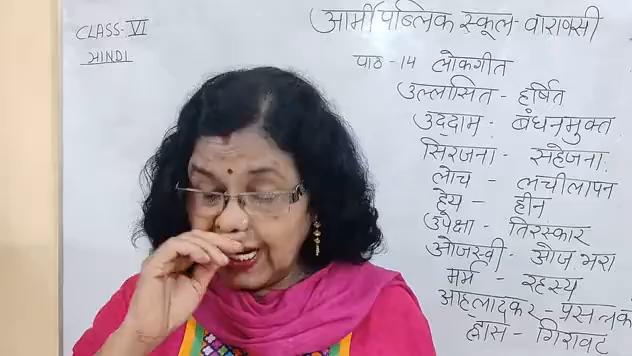 CLASS-VI
HINDI
आर्मी पब्लिक स्कूल-वाराणसी
पाठ-14 लोकगीत
उल्लासित - हर्षित
उद्दाम - बंधनमुक्त
सिरजना - सहेजना
लोच - लचीलापन
हेय - हीन
उपेक्षा - तिरस्कार
ओजस्वी - ओज भरा
मर्म - रहस्य
आह्लादकर - प्रसन्नक
ह्रास - गिरावट